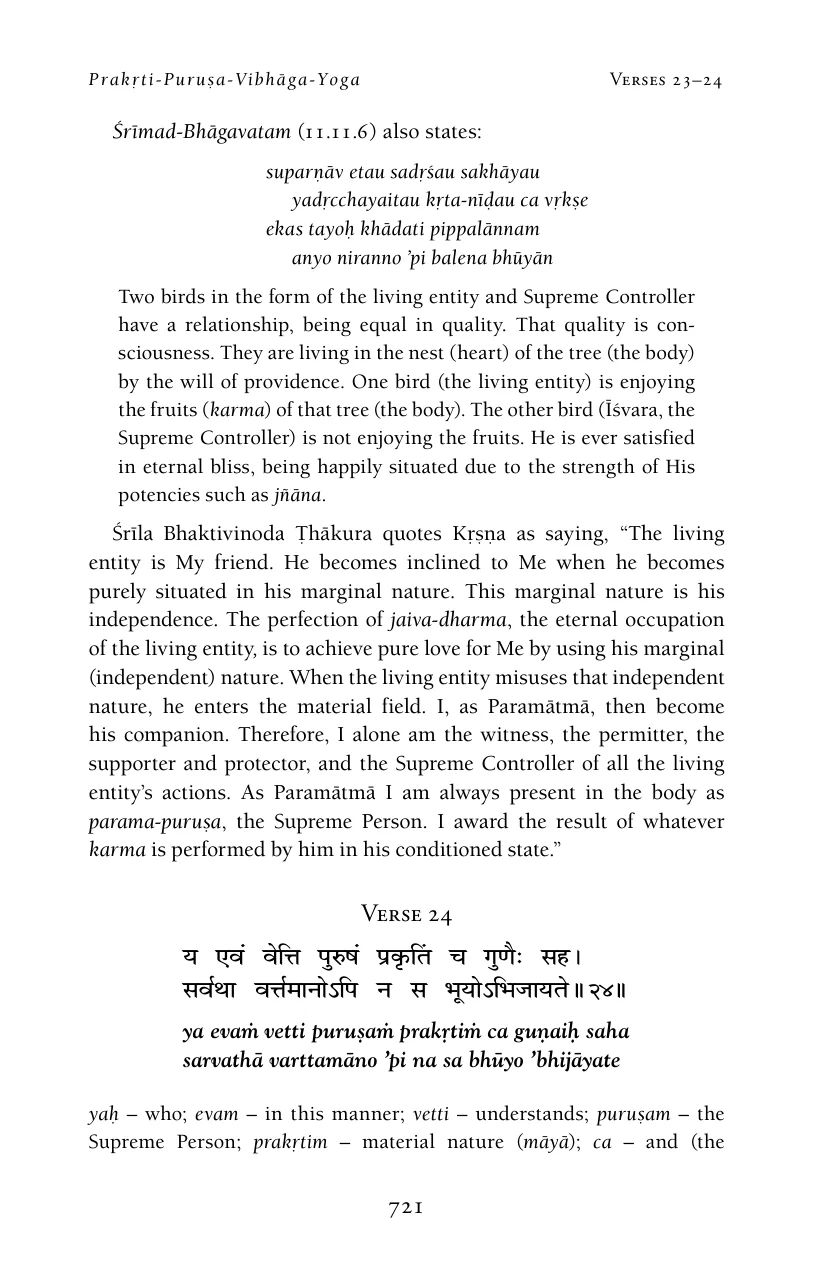 Prakṛti-Puruṣa-Vibhāga-Yoga Verses 23–24
Śrīmad-Bhāgavatam (11.11.6) also states:
suparṇāv etau sadṛśau sakhāyau
yadṛcchayaitau kṛta-nīḍau ca vṛkṣe
ekas tayoḥ khādati pippalānnam
anyo niranno ’pi balena bhūyān
Two birds in the form of the living entity and Supreme Controller
have a relationship, being equal in quality. That quality is con-
sciousness. They are living in the nest (heart) of the tree (the body)
by the will of providence. One bird (the living entity) is enjoying
the fruits (karma) of that tree (the body). The other bird (Īśvara, the
Supreme Controller) is not enjoying the fruits. He is ever satisfied
in eternal bliss, being happily situated due to the strength of His
potencies such as jñāna.
Śrīla Bhaktivinoda Ṭhākura quotes Kṛṣṇa as saying, “The living
entity is My friend. He becomes inclined to Me when he becomes
purely situated in his marginal nature. This marginal nature is his
independence. The perfection of jaiva-dharma, the eternal occupation
of the living entity, is to achieve pure love for Me by using his marginal
(independent) nature. When the living entity misuses that independent
nature, he enters the material field. I, as Paramātmā, then become
his companion. Therefore, I alone am the witness, the permitter, the
supporter and protector, and the Supreme Controller of all the living
entity’s actions. As Paramātmā I am always present in the body as
parama-puruṣa, the Supreme Person. I award the result of whatever
karma is performed by him in his conditioned state.”
Verse 24
य एवं वेत्ति पुरुषं प्रकृतिं च गुणैः सह।
सर्वथा वर्त्तमानोऽपि न स भूयोऽभिजायते॥२४॥
ya evaṁ vetti puruṣaṁ prakṛtiṁ ca guṇaiḥ saha
sarvathā varttamāno ’pi na sa bhūyo ’bhijāyate
yaḥ – who; evam – in this manner; vetti – understands; puruṣam – the
Supreme Person; prakṛtim – material nature (māyā); ca – and (the
721